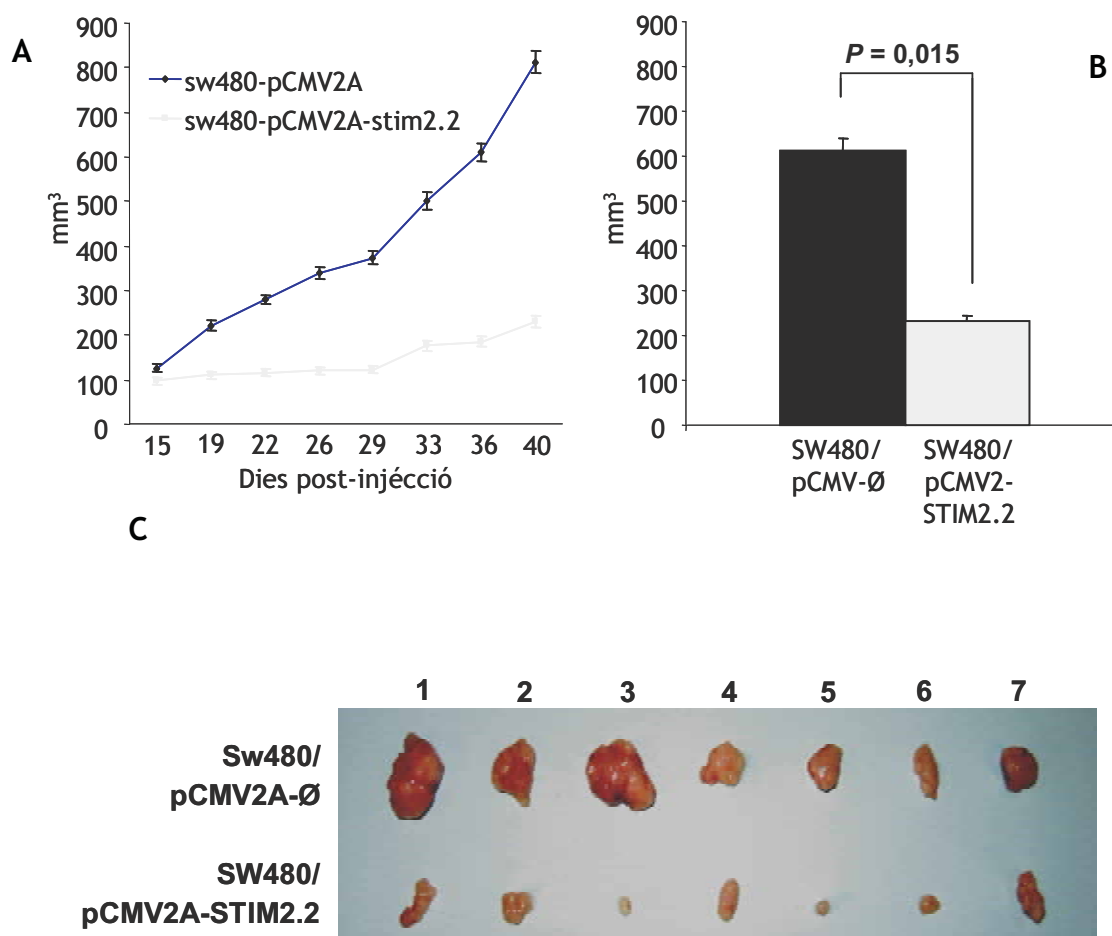 A
900
800
700
600
500
400
300
200
100
0
mm³
sw480-pCMV2A
sw480-pCMV2A-stim2.2
15 19 22 26 29 33 36 40
Dies post-injécció
B
900
800
700
600
500
400
300
200
100
0
mm³
P = 0,015
SW480/
pCMV-Ø
SW480/
pCMV2-
STIM2.2
C
1 2 3 4 5 6 7
Sw480/
pCMV2A-Ø
SW480/
pCMV2A-STIM2.2